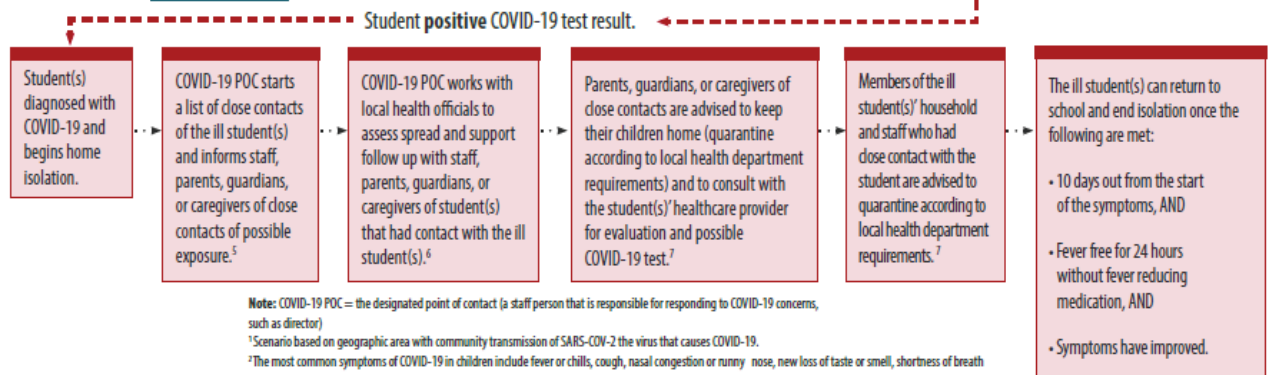 Student positive COVID-19 test result.
Student(s)
diagnosed with
COVID-19 and
begins home
isolation.
COVID-19 POC starts
a list of close contacts
of the ill student(s)
and informs staff,
parents, guardians,
or caregivers of close
contacts of possible
exposure.⁵
COVID-19 POC works with
local health officials to
assess spread and support
follow up with staff,
parents, guardians, or
caregivers of student(s)
that had contact with the ill
student(s).⁶
Parents, guardians, or caregivers of
close contacts are advised to keep
their children home (quarantine
according to local health department
requirements) and to consult with
the student(s)' healthcare provider
for evaluation and possible
COVID-19 test.⁷
Members of the ill
student(s)' household
and staff who had
close contact with the
student are advised to
quarantine according to
local health department
requirements. ⁷
The ill student(s) can return to
school and end isolation once the
following are met:
• 10 days out from the start
of the symptoms, AND
• Fever free for 24 hours
without fever reducing
medication, AND
• Symptoms have improved.
Note: COVID-19 POC = the designated point of contact (a staff person that is responsible for responding to COVID-19 concerns,
such as director)
¹Scenario based on geographic area with community transmission of SARS-COV-2 the virus that causes COVID-19.
²The most common symptoms of COVID-19 in children include fever or chills, cough, nasal congestion or runny nose, new loss of taste or smell, shortness of breath